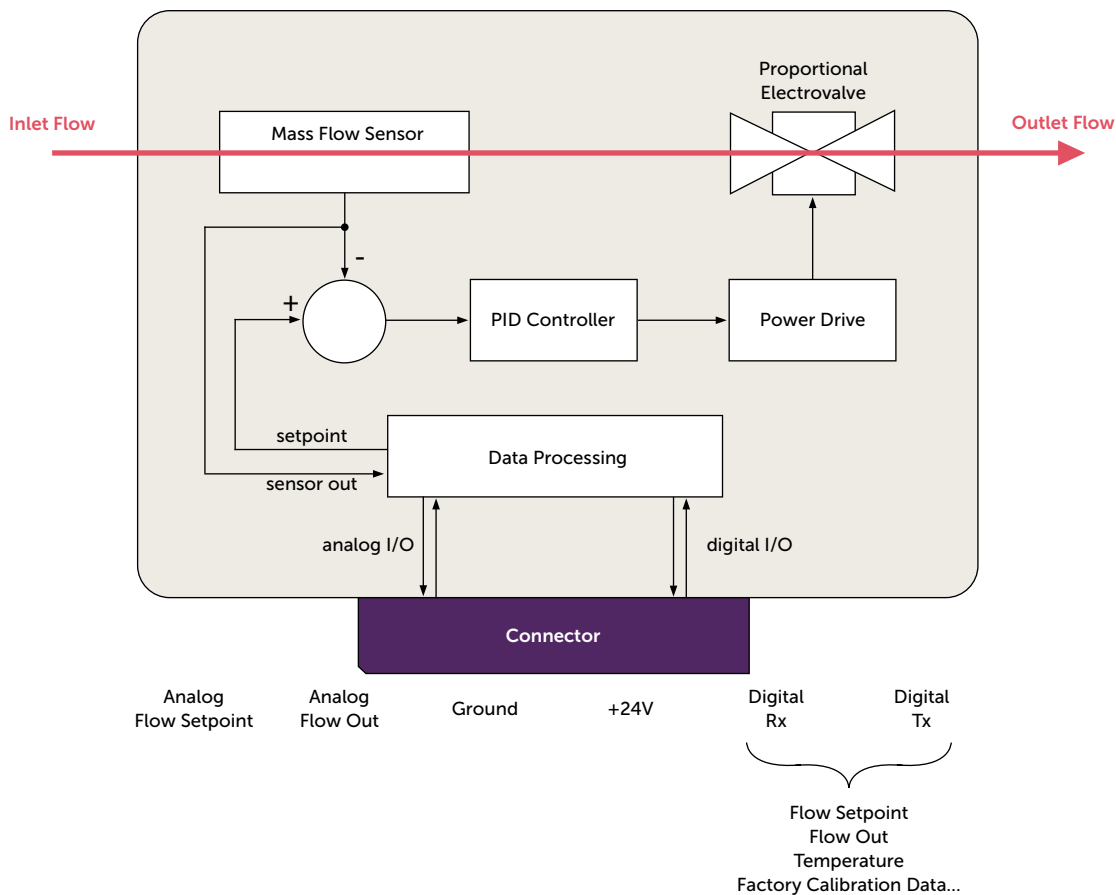 Proportional
Electrovalve
Inlet Flow
Mass Flow Sensor
Outlet Flow
-
+
PID Controller
Power Drive
setpoint
Data Processing
sensor out
analog I/O
digital I/O
Connector
Analog
Flow Setpoint
Analog
Flow Out
Ground
+24V
Digital
Rx
Digital
Tx
Flow Setpoint
Flow Out
Temperature
Factory Calibration Data...